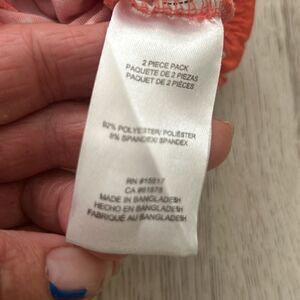 2 PIECE PACK
PAQUETE DE 2 PIEZAS
PAQUET DE 2 PIÈCES
92% POLYESTER/ POLIÉSTER
8% SPANDEX/ SPANDEX
RN #15817
CA #61878
MADE IN BANGLADESH
HECHO EN BANGLADESH
FABRIQUÉ AU BANGLADESH